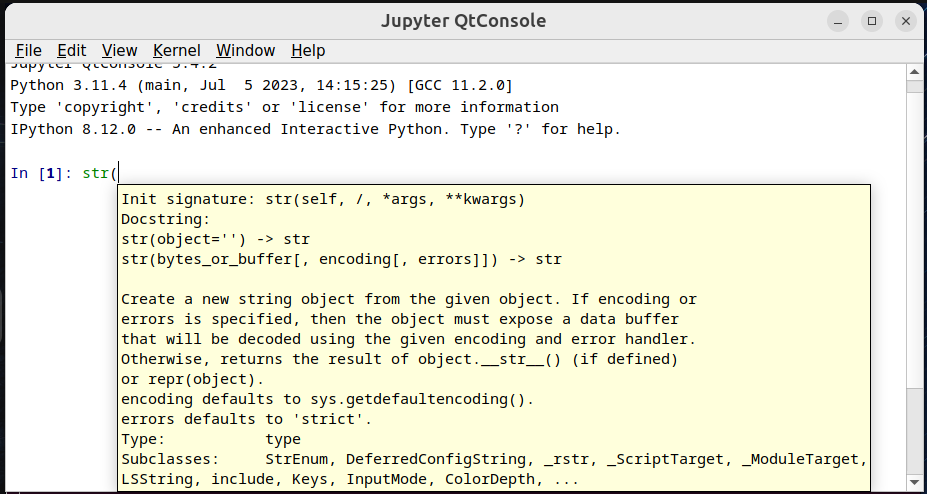 Jupyter QtConsole
File Edit View Kernel Window Help
Jupyter QtConsole 5.4.2
Python 3.11.4 (main, Jul  5 2023, 14:15:25) [GCC 11.2.0]
Type 'copyright', 'credits' or 'license' for more information
IPython 8.12.0 -- An enhanced Interactive Python. Type '?' for help.
In [1]: str(
Init signature: str(self, /, *args, **kwargs)
Docstring:
str(object='') -> str
str(bytes_or_buffer[, encoding[, errors]]) -> str
Create a new string object from the given object. If encoding or
errors is specified, then the object must expose a data buffer
that will be decoded using the given encoding and error handler.
Otherwise, returns the result of object.__str__() (if defined)
or repr(object).
encoding defaults to sys.getdefaultencoding().
errors defaults to 'strict'.
Type:           type
Subclasses:     StrEnum, DeferredConfigString, _rstr, _ScriptTarget, _ModuleTarget,
LSString, include, Keys, InputMode, ColorDepth, ...